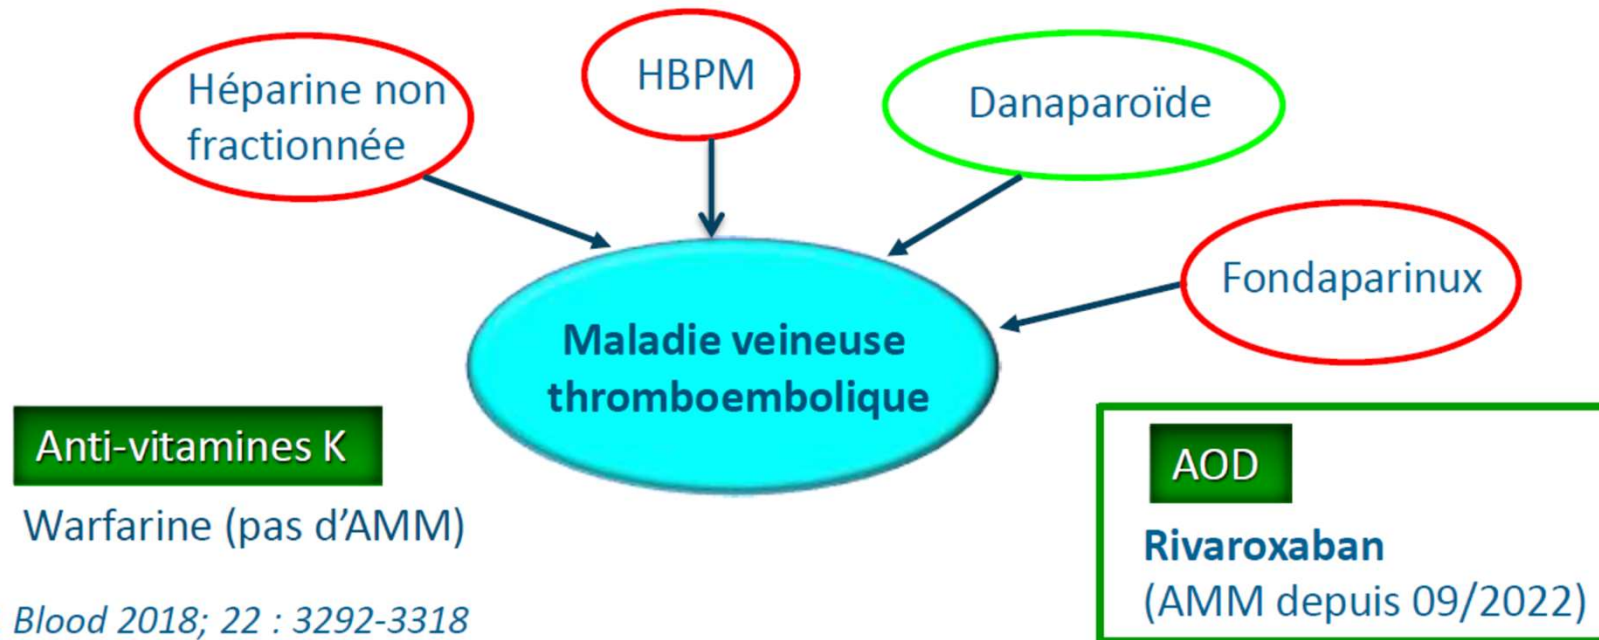 Héparine non
fractionnée
HBPM
Danaparoïde
Fondaparinux
Maladie veineuse
thromboembolique
Anti-vitamines K
Warfarine (pas d’AMM)
Blood 2018; 22 : 3292-3318
AOD
Rivaroxaban
(AMM depuis 09/2022)